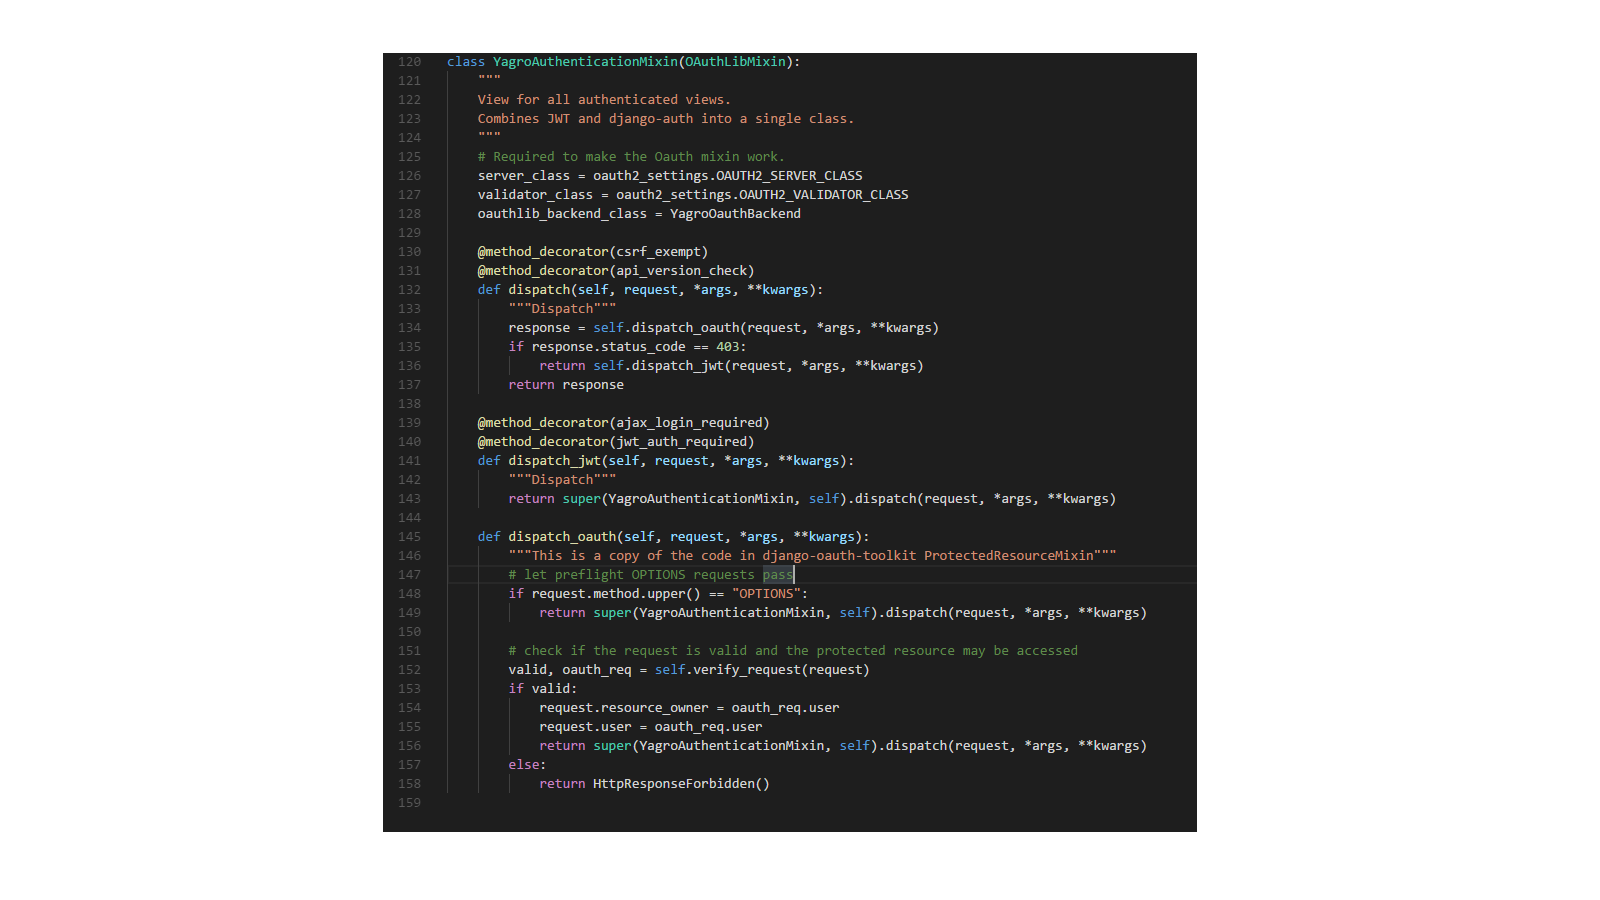 120 class YagroAuthenticationMixin(OAuthLibMixin):
121     """
122     View for all authenticated views.
123     Combines JWT and django-auth into a single class.
124     """
125     # Required to make the Oauth mixin work.
126     server_class = oauth2_settings.OAUTH2_SERVER_CLASS
127     validator_class = oauth2_settings.OAUTH2_VALIDATOR_CLASS
128     oauthlib_backend_class = YagroOauthBackend
129
130     @method_decorator(csrf_exempt)
131     @method_decorator(api_version_check)
132     def dispatch(self, request, *args, **kwargs):
133         """Dispatch"""
134         response = self.dispatch_oauth(request, *args, **kwargs)
135         if response.status_code == 403:
136             return self.dispatch_jwt(request, *args, **kwargs)
137         return response
138
139     @method_decorator(ajax_login_required)
140     @method_decorator(jwt_auth_required)
141     def dispatch_jwt(self, request, *args, **kwargs):
142         """Dispatch"""
143         return super(YagroAuthenticationMixin, self).dispatch(request, *args, **kwargs)
144
145     def dispatch_oauth(self, request, *args, **kwargs):
146         """This is a copy of the code in django-oauth-toolkit ProtectedResourceMixin"""
147         # let preflight OPTIONS requests pass
148         if request.method.upper() == "OPTIONS":
149             return super(YagroAuthenticationMixin, self).dispatch(request, *args, **kwargs)
150
151         # check if the request is valid and the protected resource may be accessed
152         valid, oauth_req = self.verify_request(request)
153         if valid:
154             request.resource_owner = oauth_req.user
155             request.user = oauth_req.user
156             return super(YagroAuthenticationMixin, self).dispatch(request, *args, **kwargs)
157         else:
158             return HttpResponseForbidden()
159